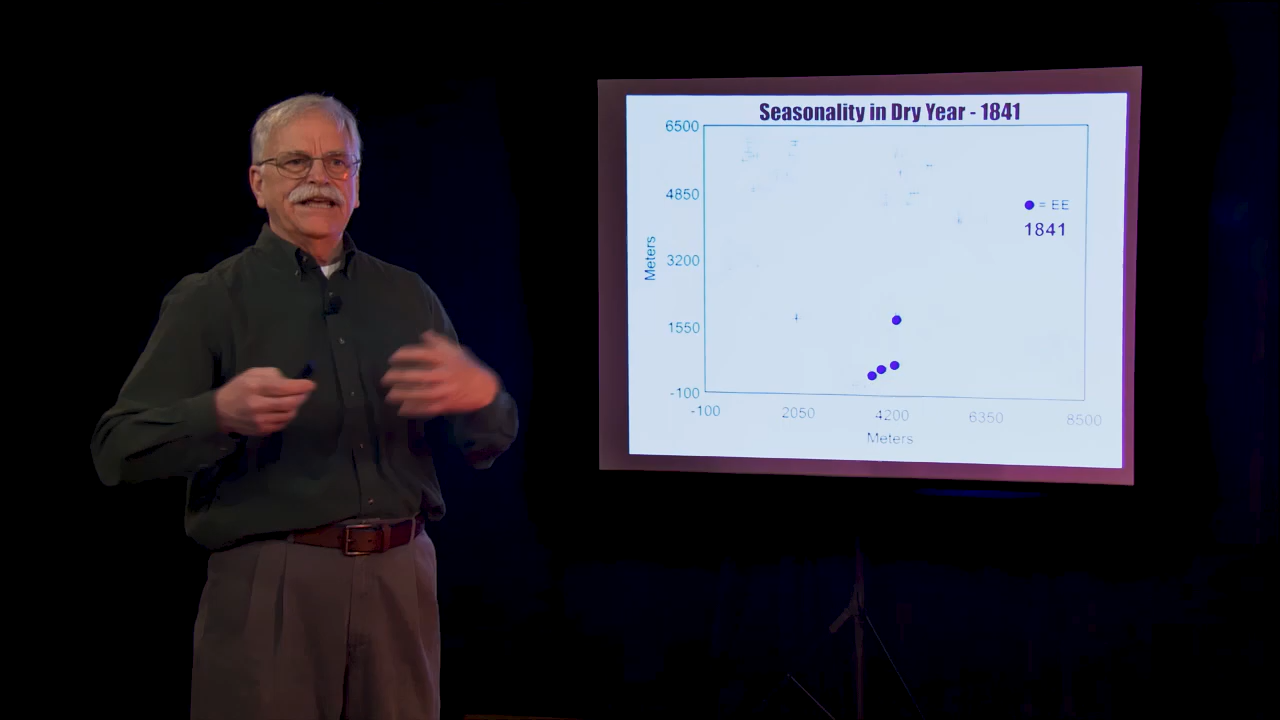 Seasonality in Dry Year - 1841
6500
4850
3200
1550
-100
Meters
= EE
1841
-100 2050 4200 6350 8500
Meters